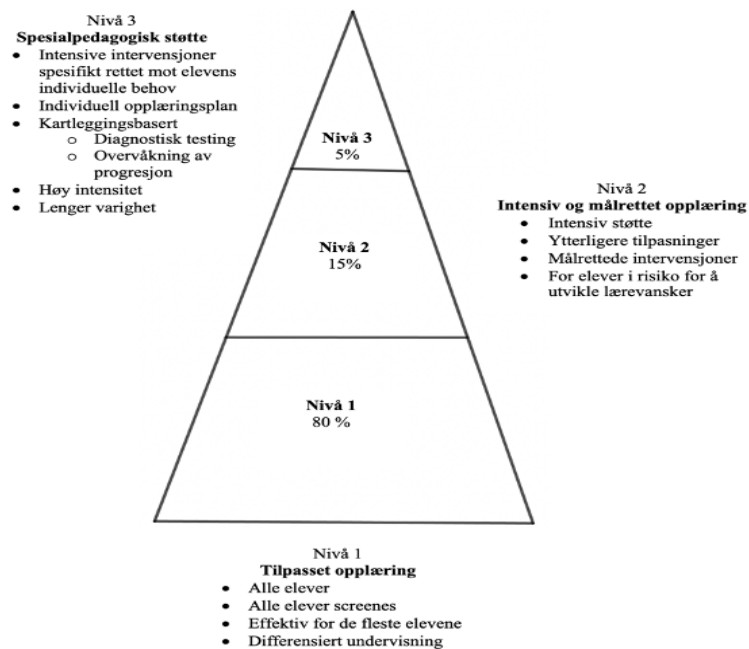 Nivå 3
Spesialpedagogisk støtte
• Intensive intervensjoner
spesifikt rettet mot elevens
individuelle behov
• Individuell opplæringsplan
• Kartleggingsbasert
o Diagnostisk testing
o Overvåkning av
progresjon
• Høy intensitet
• Lenger varighet
Nivå 3
5%
Nivå 2
Intensiv og målrettet opplæring
• Intensiv støtte
• Ytterligere tilpasninger
• Målrettede intervensjoner
• For elever i risiko for å
utvikle lærevansker
Nivå 2
15%
Nivå 1
80 %
Nivå 1
Tilpasset opplæring
• Alle elever
• Alle elever screenes
• Effektiv for de fleste elevene
• Differensiert undervisning